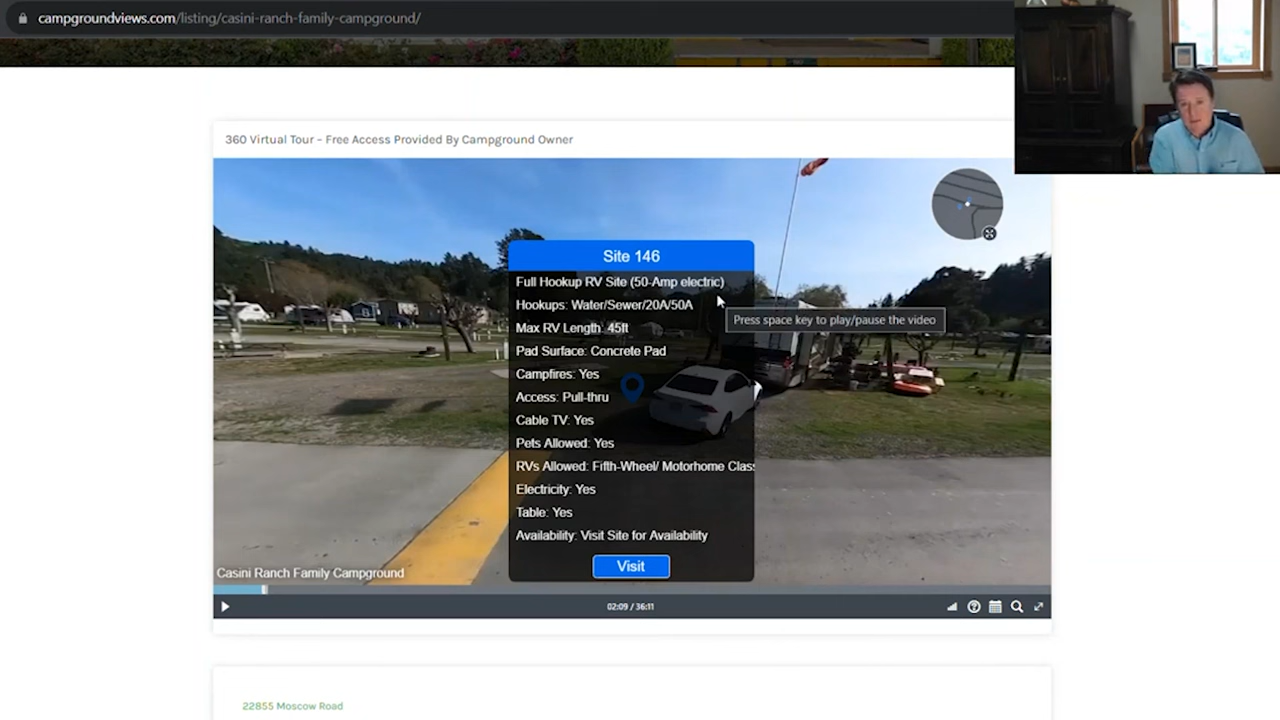 campgroundviews.com/listing/casini-ranch-family-campground/
360 Virtual Tour – Free Access Provided By Campground Owner
Site 146
Full Hookup RV Site (50-Amp electric)
Hookups: Water/Sewer/20A/50A
Press space key to play/pause the video
Max RV Length: 45ft
Pad Surface: Concrete Pad
Campfires: Yes
Access: Pull-thru
Cable TV: Yes
Pets Allowed: Yes
RVs Allowed: Fifth-Wheel/ Motorhome Clas
Electricity: Yes
Table: Yes
Availability: Visit Site for Availability
Visit
Casini Ranch Family Campground
02:09 / 36:11
22855 Moscow Road